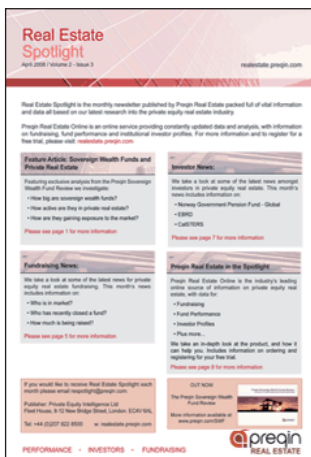 Real Estate
Spotlight
April 2008 / Volume 2 - Issue 3
realestate.preqin.com
Real Estate Spotlight is the monthly newsletter published by Preqin Real Estate packed full of vital information
and data all based on our latest research into the private equity real estate industry.
Preqin Real Estate Online is an online service providing constantly updated data and analysis, with information
on fundraising, fund performance and institutional investor profiles. For more information and to register for a
free trial, please visit: realestate.preqin.com
Feature Article: Sovereign Wealth Funds and
Private Real Estate
Featuring exclusive analysis from the Preqin Sovereign
Wealth Fund Review we investigate:
• How big are sovereign wealth funds?
• How active are they in private real estate?
• How are they gaining exposure to the market?
Please see page 1 for more information
Investor News:
We take a look at some of the latest news amongst
investors in private equity real estate. This month's
news includes information on:
• Norway Government Pension Fund - Global
• EBRD
• CalSTERS
Please see page 7 for more information
Fundraising News:
We take a look at some of the latest news for private
equity real estate fundraising. This month's news
includes information on:
• Who is in market?
• Who has recently closed a fund?
• How much is being raised?
Please see page 5 for more information
Preqin Real Estate in the Spotlight
Preqin Real Estate Online is the industry's leading
online source of information on private equity real
estate, with data for:
• Fundraising
• Fund Performance
• Investor Profiles
• Plus more...
We take an in-depth look at the product, and how it
can help you. Includes information on ordering and
registering for your free trial.
Please see page 9 for more information
If you would like to receive Real Estate Spotlight each
month please email respotlight@preqin.com.
Publisher: Private Equity Intelligence Ltd
Fleet House, 8-12 New Bridge Street, London, EC4V 6AL
Tel: +44 (0)207 822 8500 w: realestate.preqin.com
OUT NOW
The Preqin Sovereign Wealth
Fund Review
More information available at
www.preqin.com/SWF
PERFORMANCE • INVESTORS • FUNDRAISING
preqin
REAL ESTATE